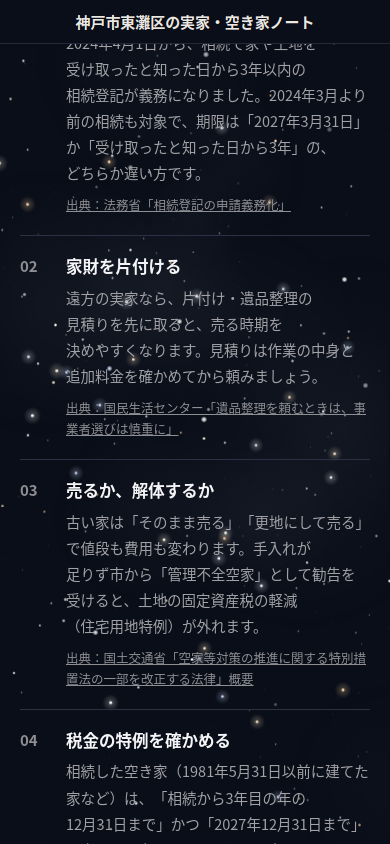 神戸市東灘区の実家・空き家ノート
2024年4月1日から、相続で家や土地を
受け取ったと知った日から3年以内の
相続登記が義務になりました。2024年3月より
前の相続も対象で、期限は「2027年3月31日」
か「受け取ったと知った日から3年」の、
どちらか遅い方です。
出典：法務省「相続登記の申請義務化」
02 家財を片付ける
遠方の実家なら、片付け・遺品整理の
見積りを先に取ると、売る時期を
決めやすくなります。見積りは作業の中身と
追加料金を確かめてから頼みましょう。
出典：国民生活センター「遺品整理を頼むときは、事
業者選びは慎重に」
03 売るか、解体するか
古い家は「そのまま売る」「更地にして売る」
で値段も費用も変わります。手入れが
足りず市から「管理不全空家」として勧告を
受けると、土地の固定資産税の軽減
（住宅用地特例）が外れます。
出典：国土交通省「空家等対策の推進に関する特別措
置法の一部を改正する法律」概要
04 税金の特例を確かめる
相続した空き家（1981年5月31日以前に建てた
家など）は、「相続から3年目の年の
12月31日まで」かつ「2027年12月31日まで」